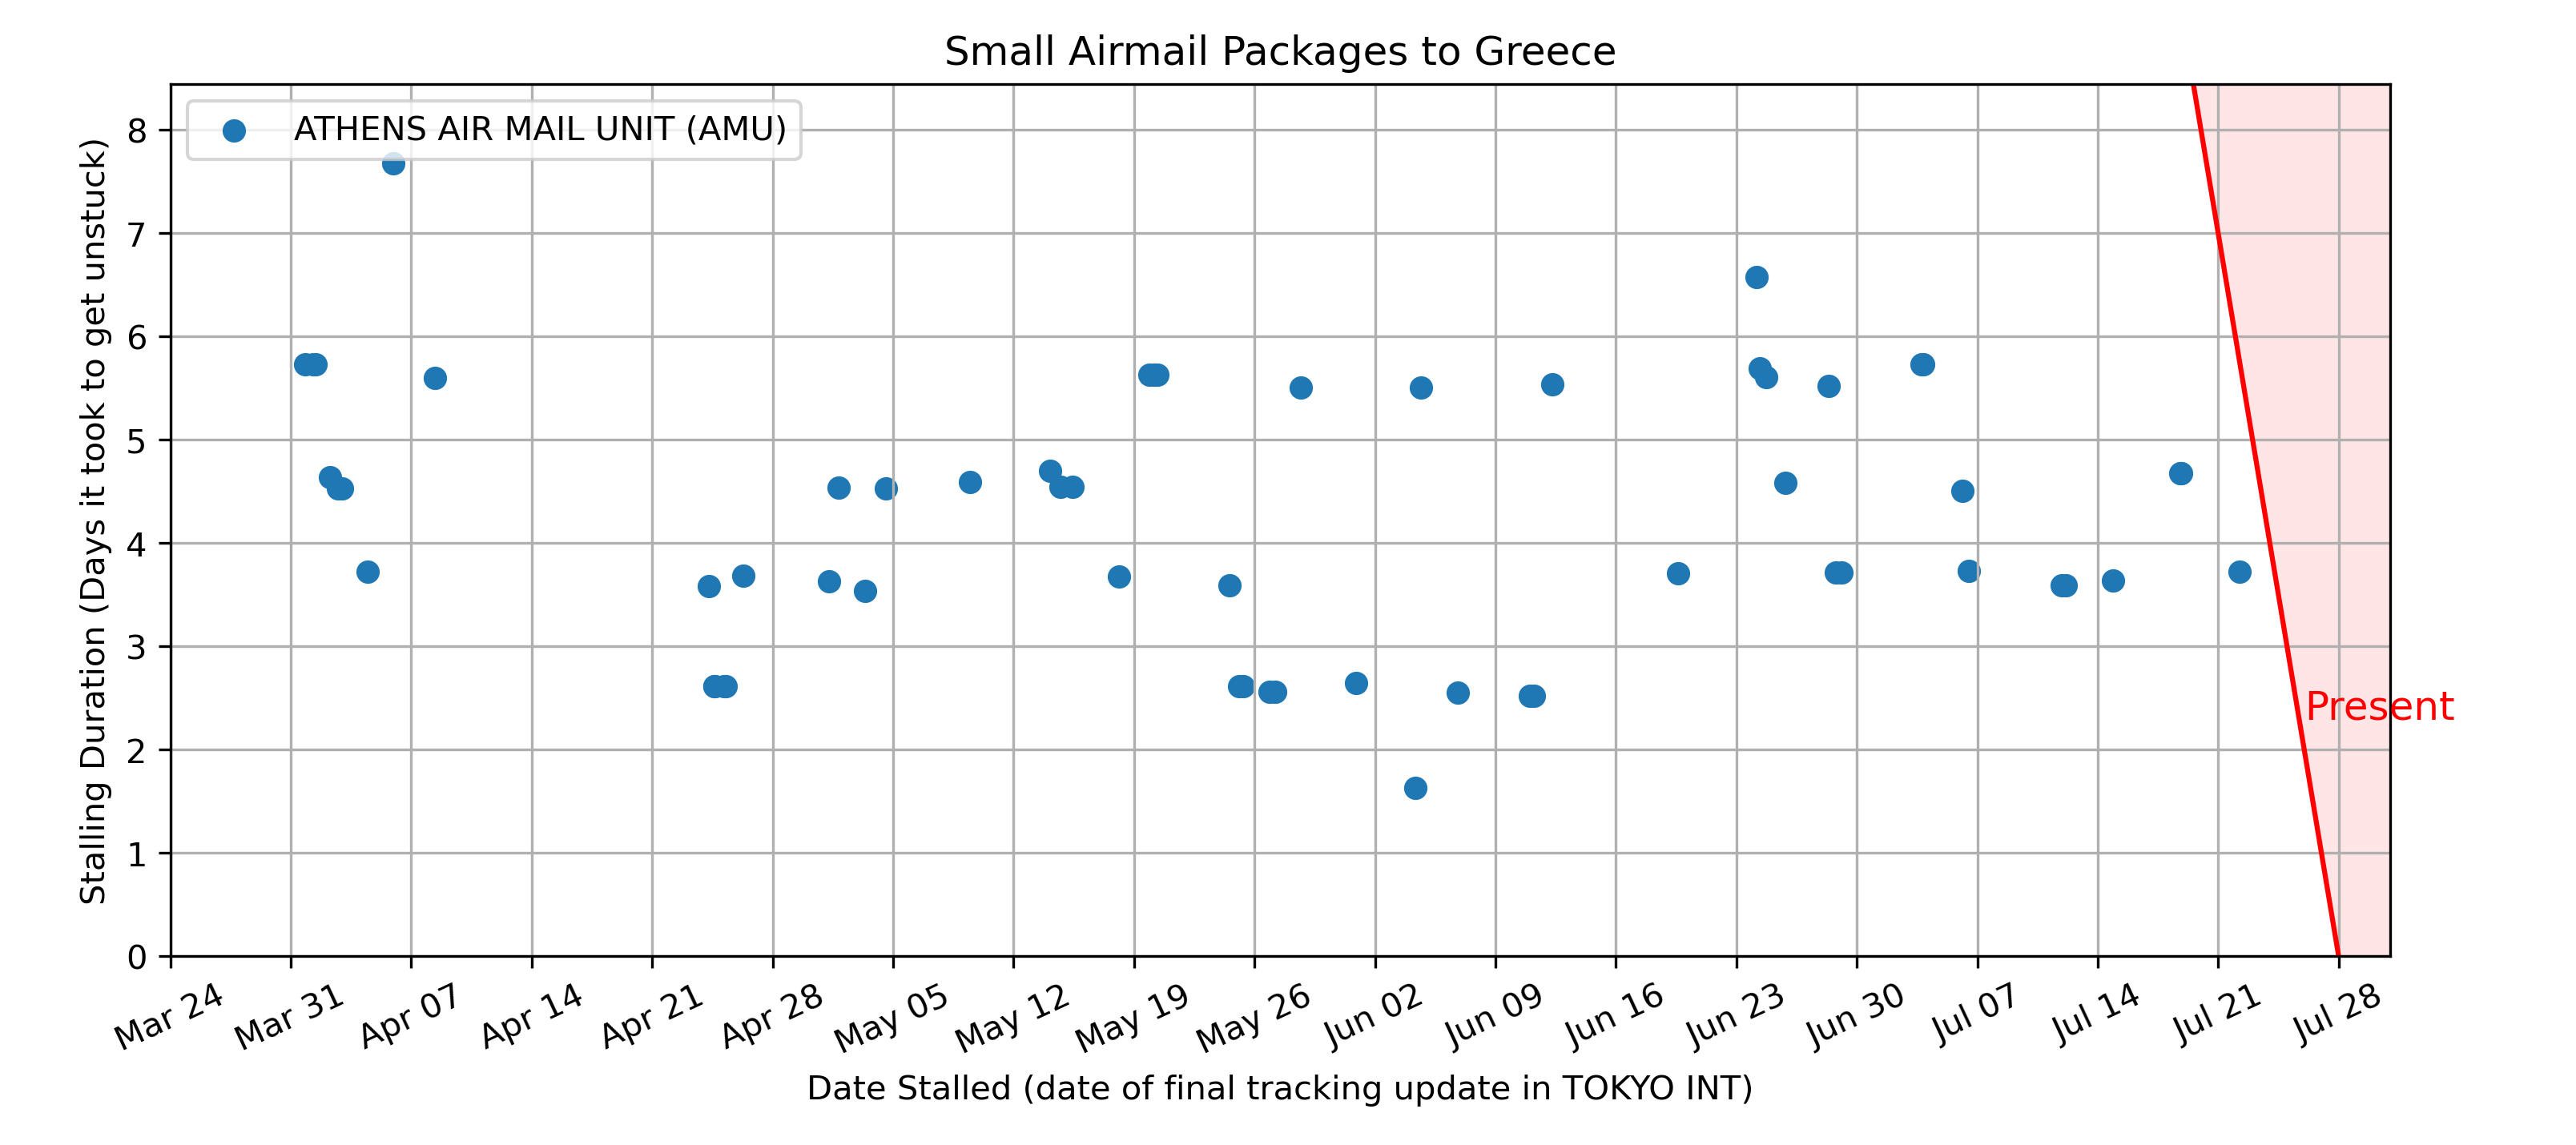 Small Airmail Packages to Greece
ATHENS AIR MAIL UNIT (AMU)
Stalling Duration (Days it took to get unstuck)
8
7
6
5
4
3
2
1
0
Present
Mar 24
Mar 31
Apr 07
Apr 14
Apr 21
Apr 28
May 05
May 12
May 19
May 26
Jun 02
Jun 09
Jun 16
Jun 23
Jun 30
Jul 07
Jul 14
Jul 21
Jul 28
Date Stalled (date of final tracking update in TOKYO INT)